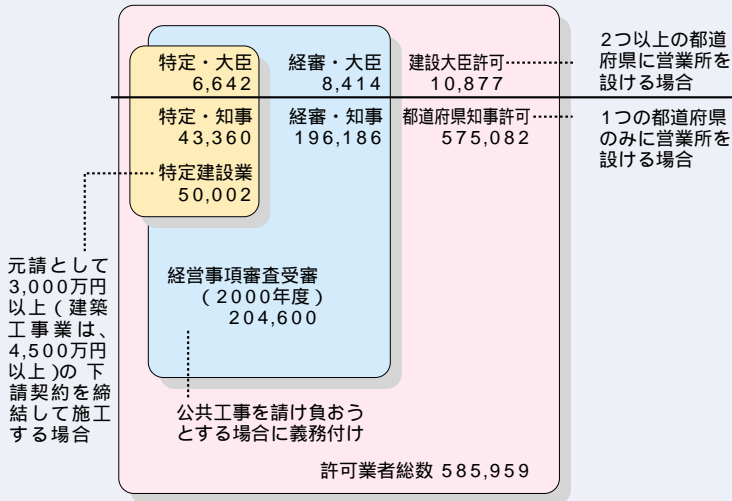 特定・大臣
6,642
経審・大臣
8,414
建設大臣許可
10,877
2つ以上の都道
府県に営業所を
設ける場合
特定・知事
43,360
経審・知事
196,186
都道府県知事許可
575,082
1つの都道府県
のみに営業所を
設ける場合
特定建設業
50,002
元請として
3,000万円
以上(建築
工事業は、
4,500万円
以上)の下
請契約を締
結して施工
する場合
経営事項審査受審
(2000年度)
204,600
公共工事を請け負おう
とする場合に義務付け
許可業者総数 585,959